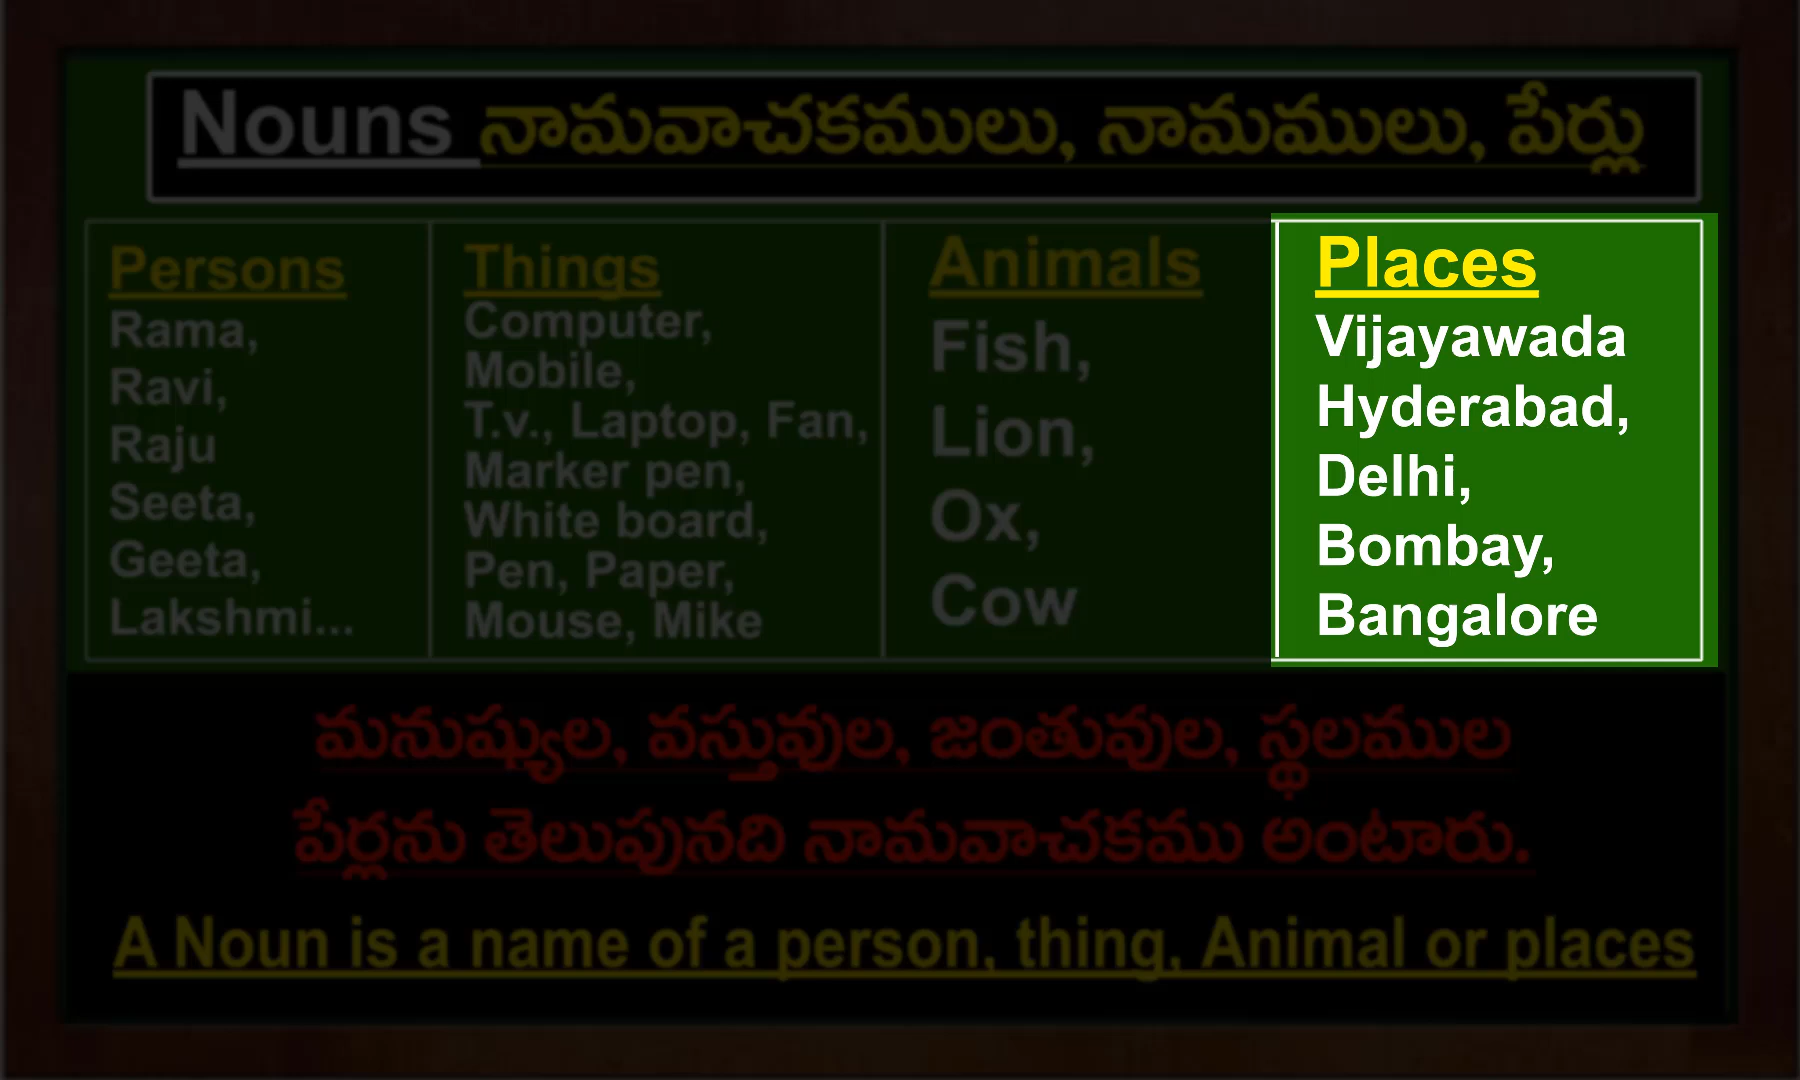 Nouns నామవాచకములు, నామములు, పేర్లు
Persons
Rama,
Ravi,
Raju
Seeta,
Geeta,
Lakshmi...
Things
Computer,
Mobile,
T.v., Laptop, Fan,
Marker pen,
White board,
Pen, Paper,
Mouse, Mike
Animals
Fish,
Lion,
Ox,
Cow
Places
Vijayawada
Hyderabad,
Delhi,
Bombay,
Bangalore
మనుష్యుల, వస్తువుల, జంతువుల, స్థలముల
పేర్లను తెలుపునది నామవాచకము అంటారు.
A Noun is a name of a person, thing, Animal or places